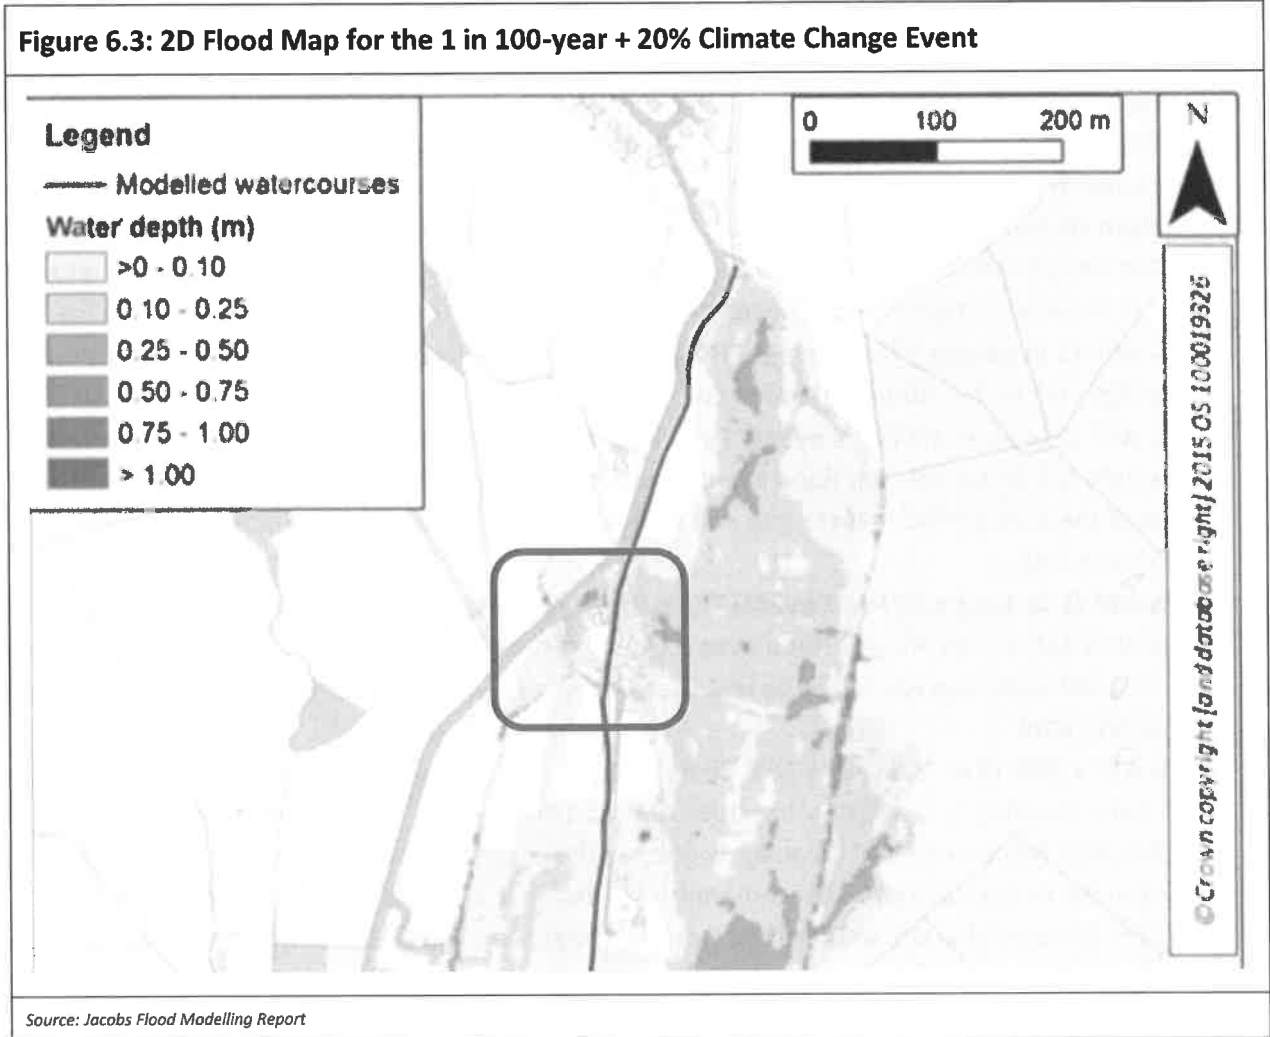 Figure 6.3: 2D Flood Map for the 1 in 100-year + 20% Climate Change Event
Legend
Modelled watercourses
Water depth (m)
>0 - 0.10
0.10 - 0.25
0.25 - 0.50
0.50 - 0.75
0.75 - 1.00
> 1.00
0 100 200 m
N
© Crown copyright [and database right] 2015 OS 100019326
Source: Jacobs Flood Modelling Report